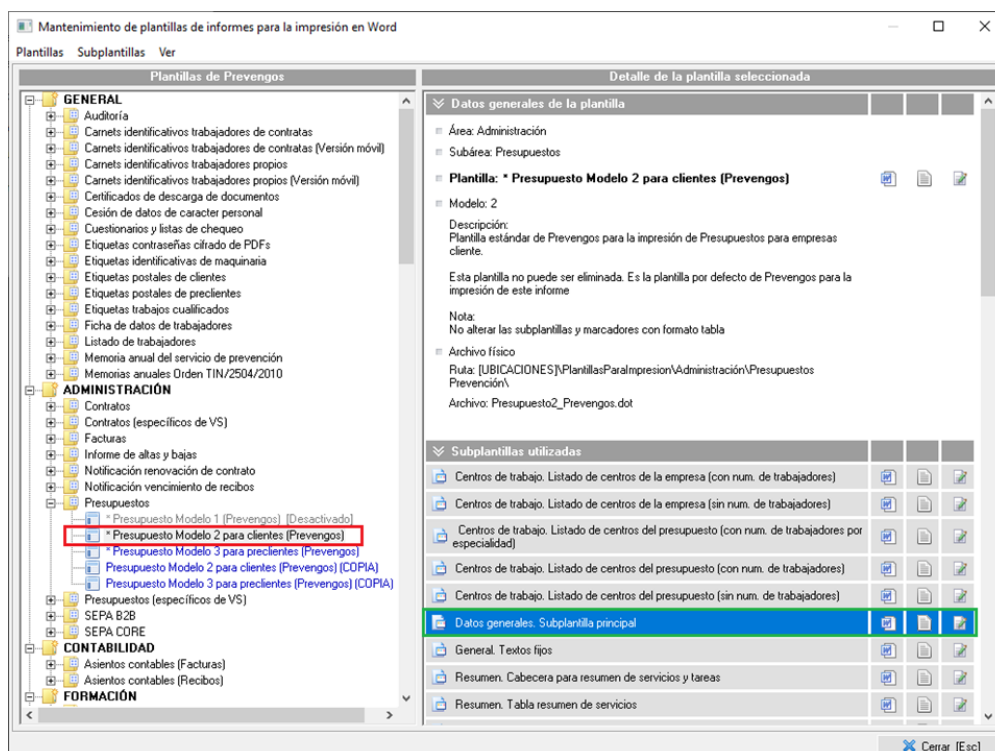 Mantenimiento de plantillas de informes para la impresión en Word
Plantillas Subplantillas Ver
Plantillas de Prevengos
GENERAL
Auditoría
Carnets identificativos trabajadores de contratas
Carnets identificativos trabajadores de contratas (Versión móvil)
Carnets identificativos trabajadores propios
Carnets identificativos trabajadores propios (Versión móvil)
Certificados de descarga de documentos
Cesión de datos de caracter personal
Cuestionarios y listas de chequeo
Etiquetas contraseñas cifrado de PDFs
Etiquetas identificativas de maquinaria
Etiquetas postales de clientes
Etiquetas postales de preclientes
Etiquetas trabajos cualificados
Ficha de datos de trabajadores
Listado de trabajadores
Memoria anual del servicio de prevención
Memorias anuales Orden TIN/2504/2010
ADMINISTRACIÓN
Contratos
Contratos (específicos de VS)
Facturas
Informe de altas y bajas
Notificación renovación de contrato
Notificación vencimiento de recibos
Presupuestos
* Presupuesto Modelo 1 (Prevengos) [Desactivado]
* Presupuesto Modelo 2 para clientes (Prevengos)
* Presupuesto Modelo 3 para preclientes (Prevengos)
Presupuesto Modelo 2 para clientes (Prevengos) (COPIA)
Presupuesto Modelo 3 para preclientes (Prevengos) (COPIA)
Presupuestos (específicos de VS)
SEPA B2B
SEPA CORE
CONTABILIDAD
Asientos contables (Facturas)
Asientos contables (Recibos)
FORMACIÓN
Detalle de la plantilla seleccionada
Datos generales de la plantilla
Área: Administración
Subárea: Presupuestos
Plantilla: * Presupuesto Modelo 2 para clientes (Prevengos)
Modelo: 2
Descripción:
Plantilla estándar de Prevengos para la impresión de Presupuestos para empresas
cliente.
Esta plantilla no puede ser eliminada. Es la plantilla por defecto de Prevengos para la
impresión de este informe
Nota:
No alterar las subplantillas y marcadores con formato tabla
Archivo físico
Ruta: [UBICACIONES]\PlantillasParaImpresion\Administración\Presupuestos
Prevención\
Archivo: Presupuesto2_Prevengos.dot
Subplantillas utilizadas
Centros de trabajo. Listado de centros de la empresa (con num. de trabajadores)
Centros de trabajo. Listado de centros de la empresa (sin num. de trabajadores)
Centros de trabajo. Listado de centros del presupuesto (con num. de trabajadores por
especialidad)
Centros de trabajo. Listado de centros del presupuesto (con num. de trabajadores)
Centros de trabajo. Listado de centros del presupuesto (sin num. de trabajadores)
Datos generales. Subplantilla principal
General. Textos fijos
Resumen. Cabecera para resumen de servicios y tareas
Resumen. Tabla resumen de servicios
Cerrar [Esc]